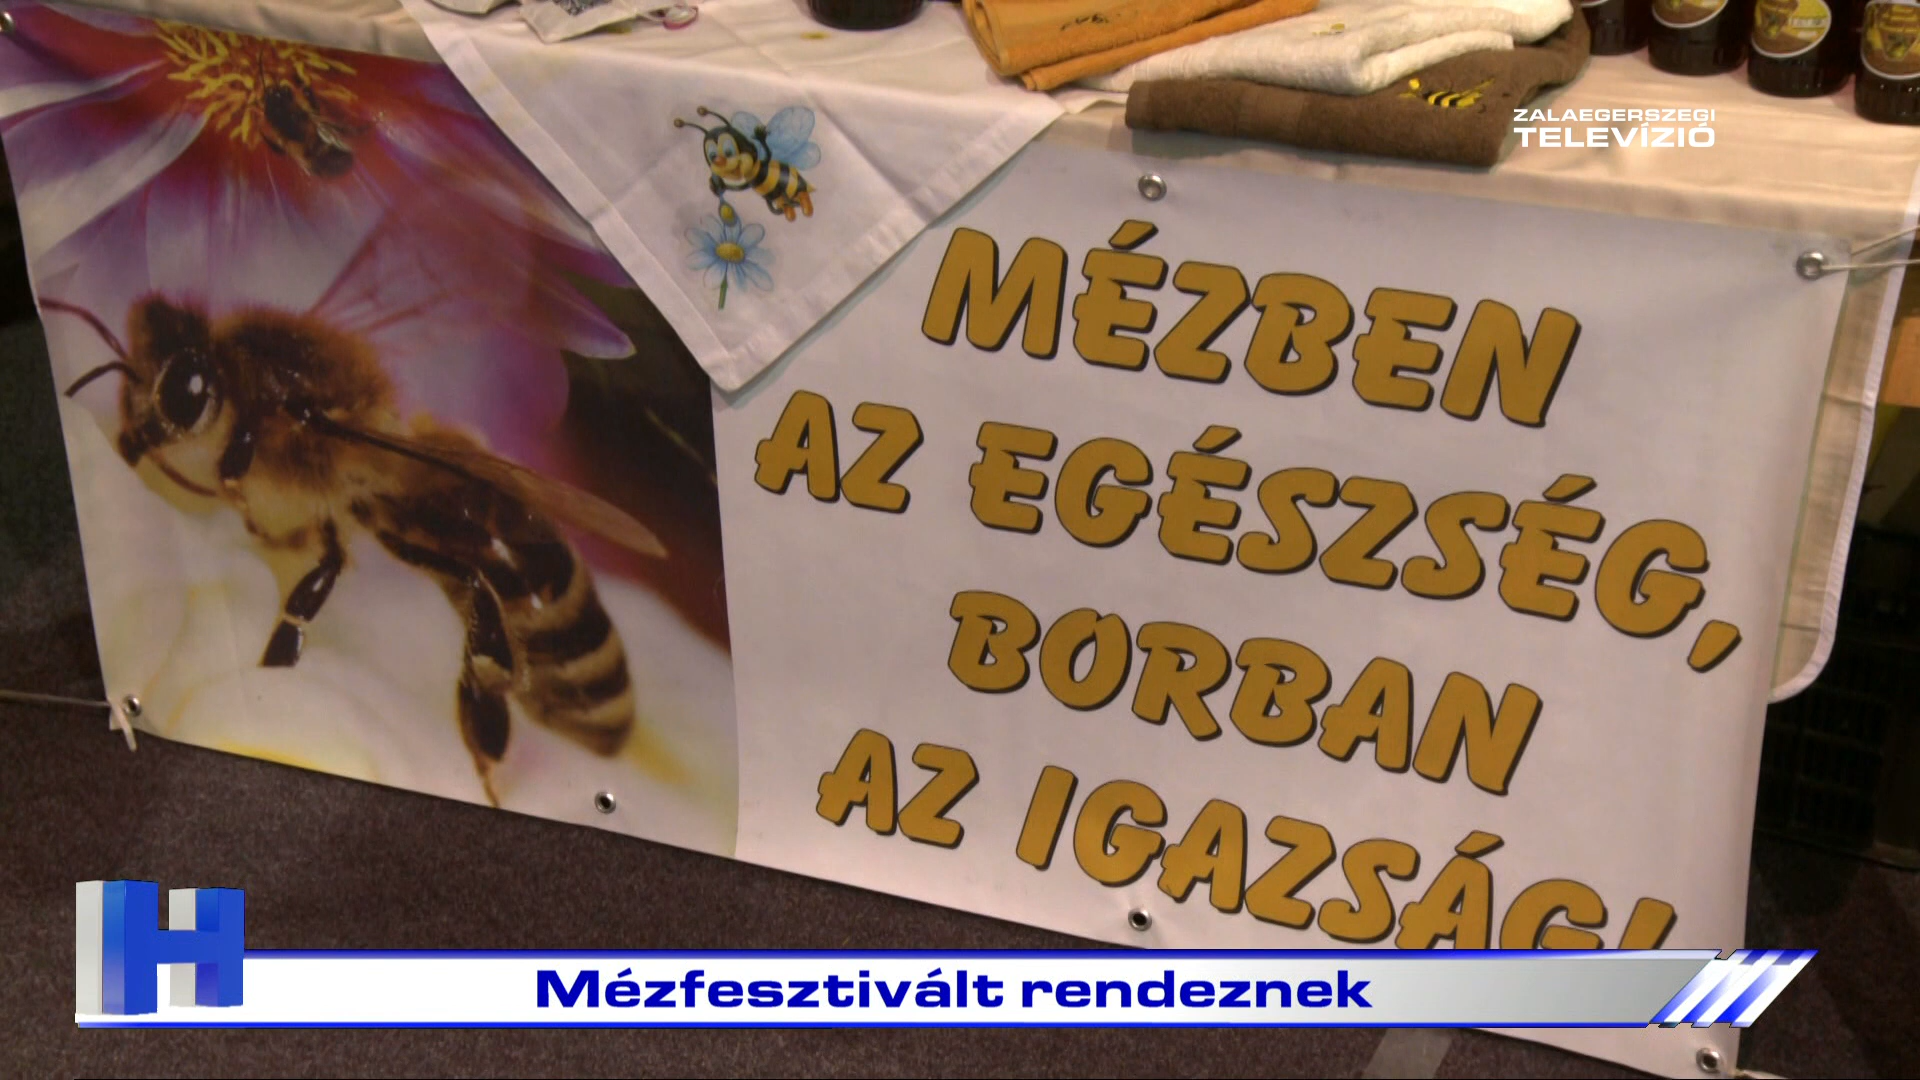 ZALAEGERSZEGI
TELEVÍZIÓ
MÉZBEN
AZ EGÉSZSÉG,
BORBAN
AZ IGAZSÁG!
H
Mézfesztivált rendeznek